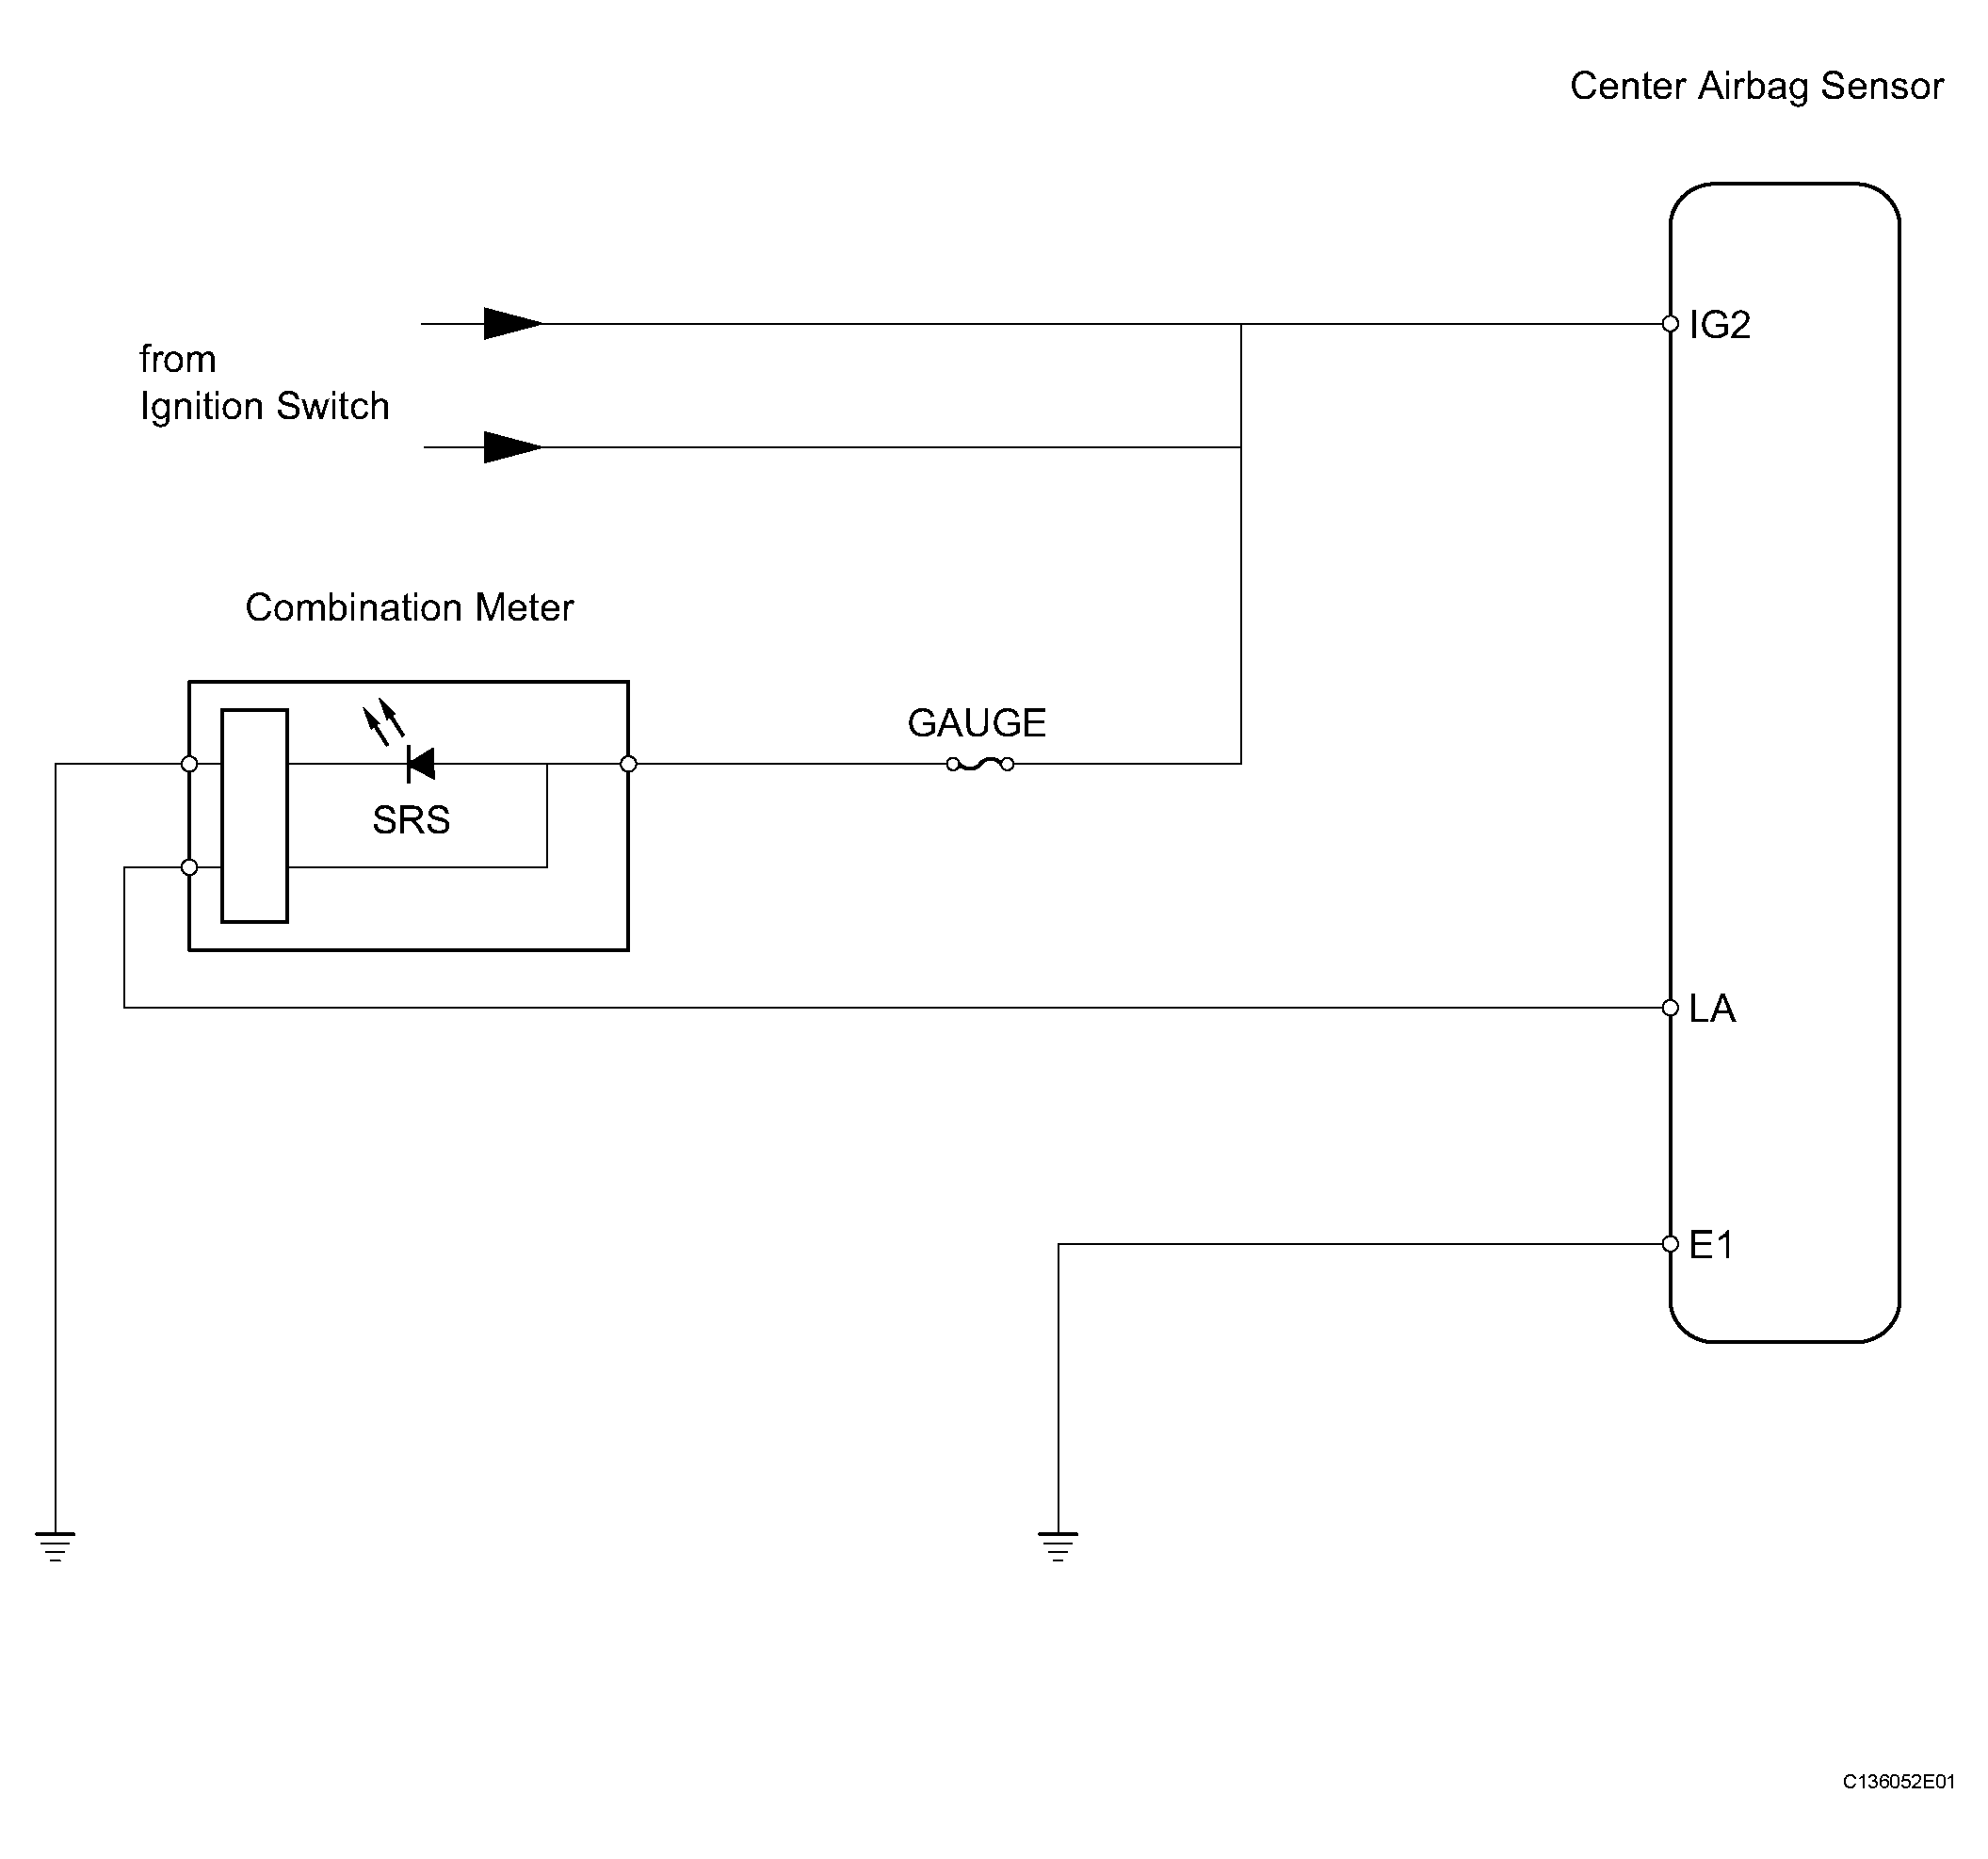 Center Airbag Sensor
IG2
from
Ignition Switch
Combination Meter
GAUGE
SRS
LA
E1
C136052E01